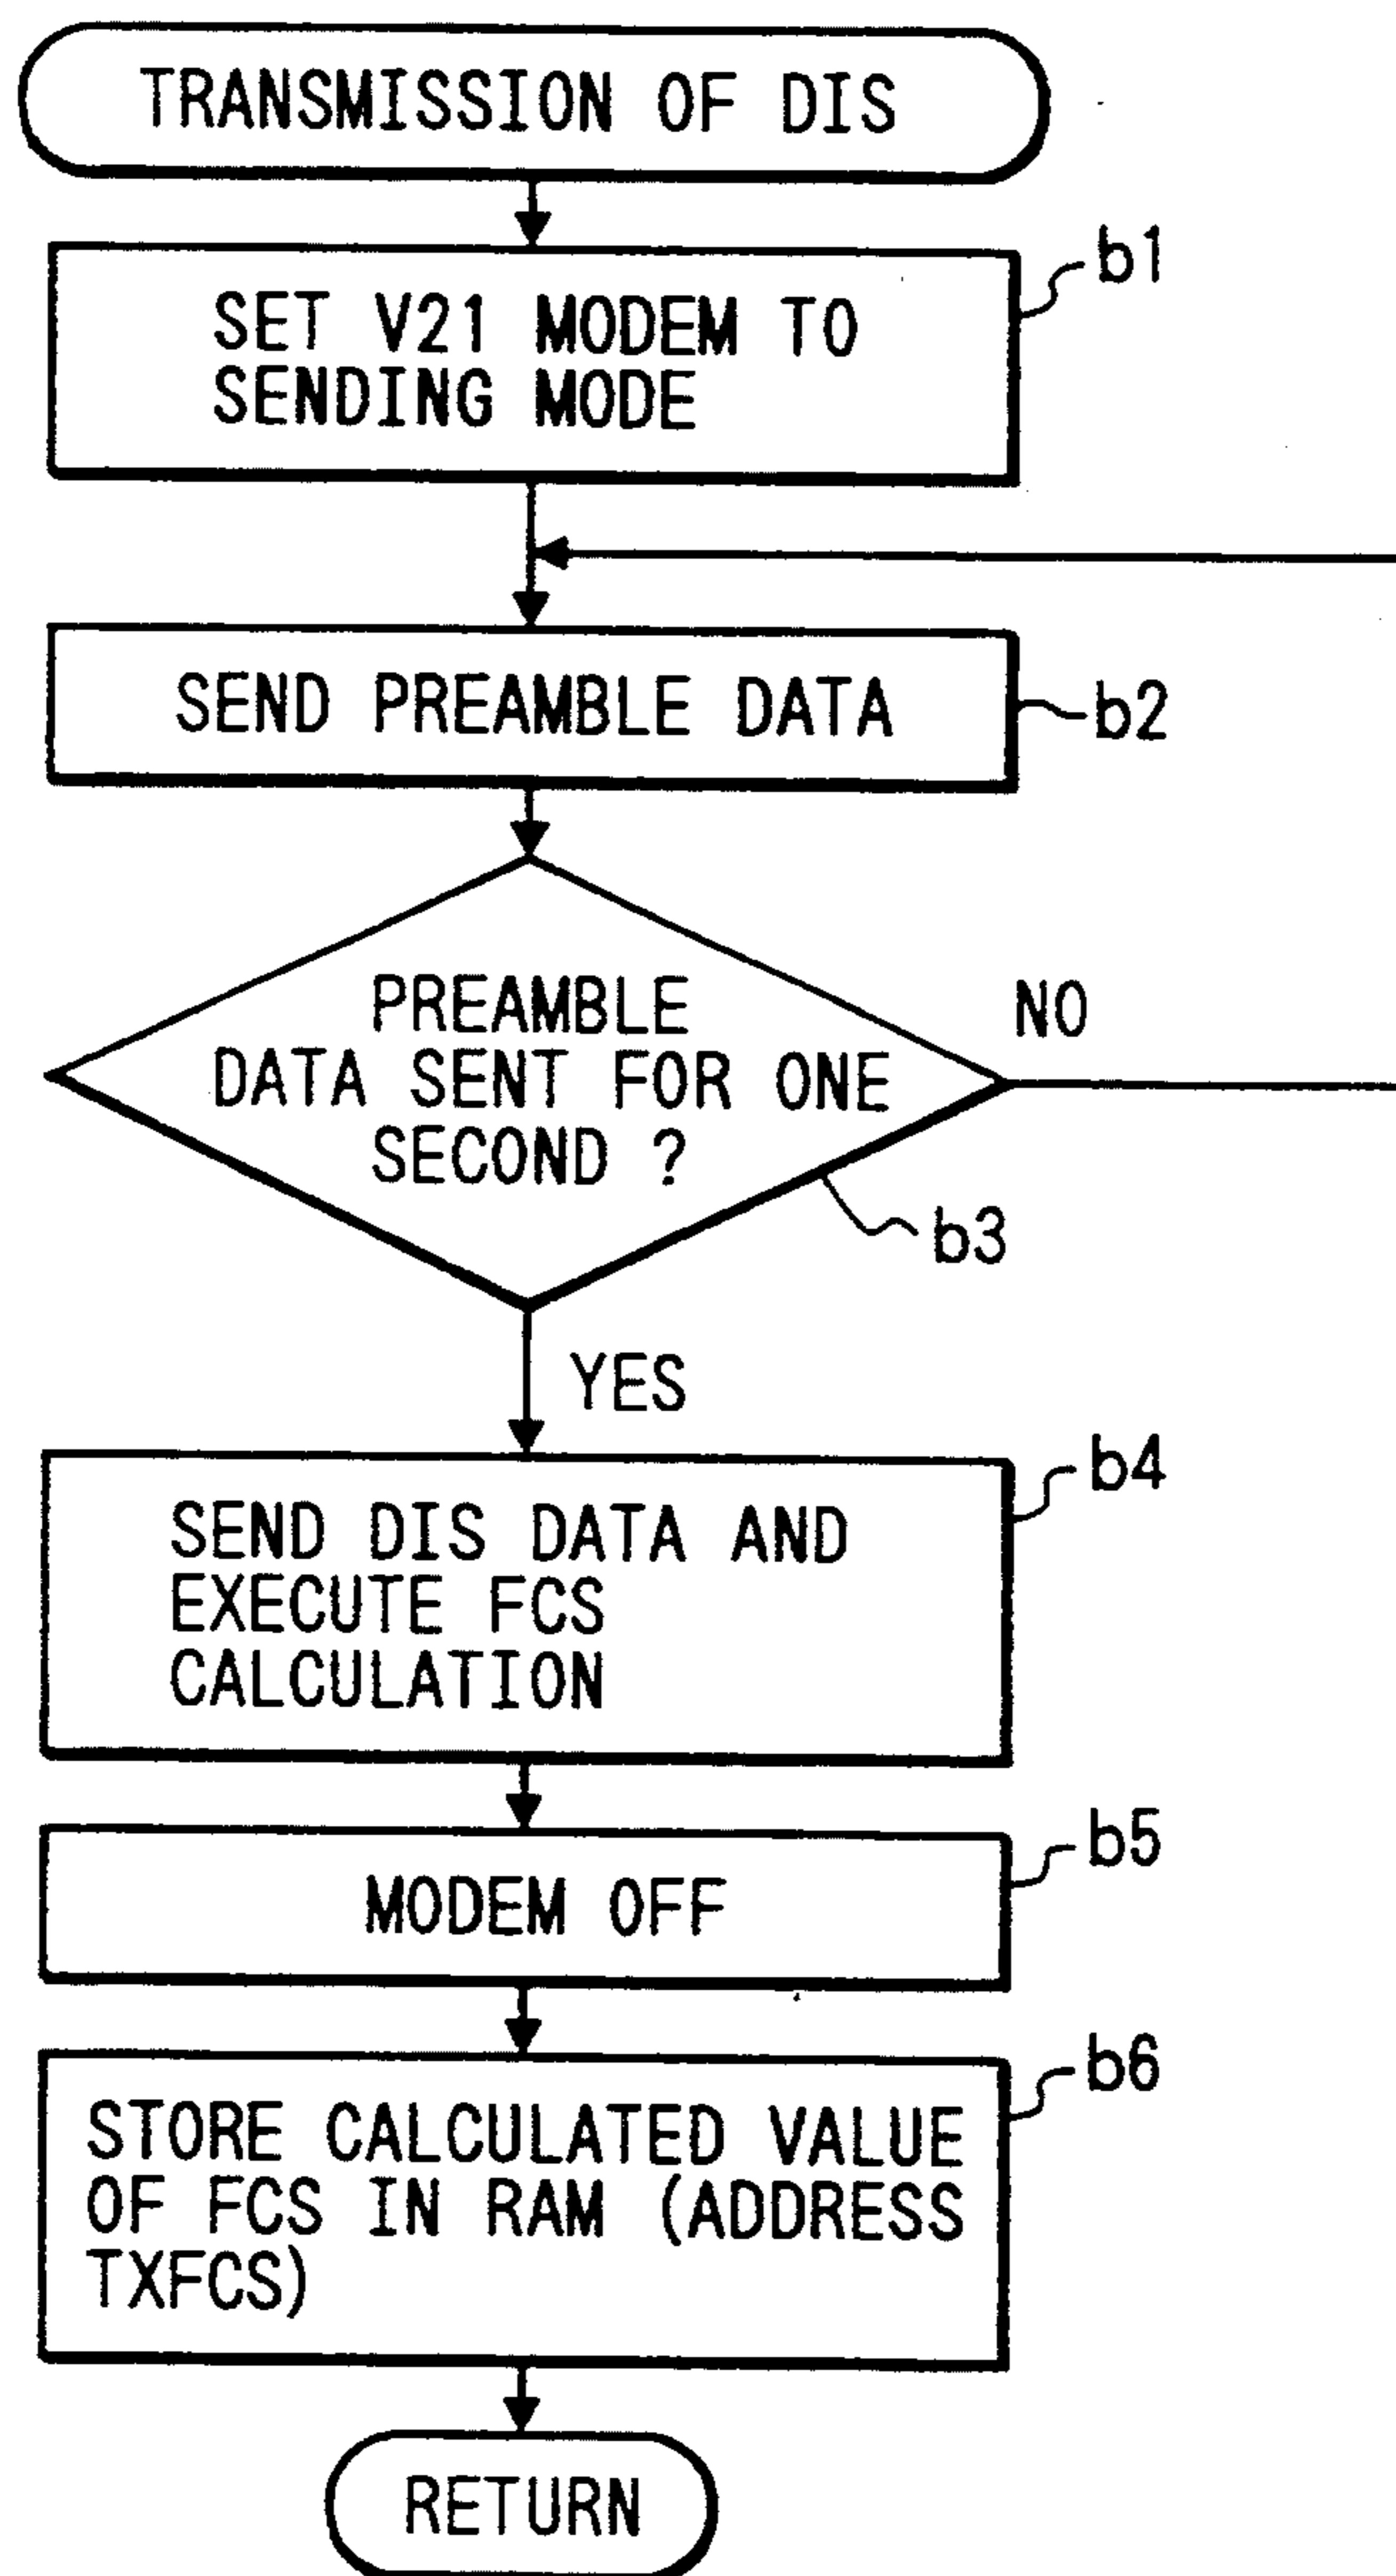 TRANSMISSION OF DIS
b1
SET V21 MODEM TO
SENDING MODE
SEND PREAMBLE DATA
b2
PREAMBLE
DATA SENT FOR ONE
SECOND ?
NO
b3
YES
b4
SEND DIS DATA AND
EXECUTE FCS
CALCULATION
b5
MODEM OFF
b6
STORE CALCULATED VALUE
OF FCS IN RAM (ADDRESS
TXFCS)
RETURN